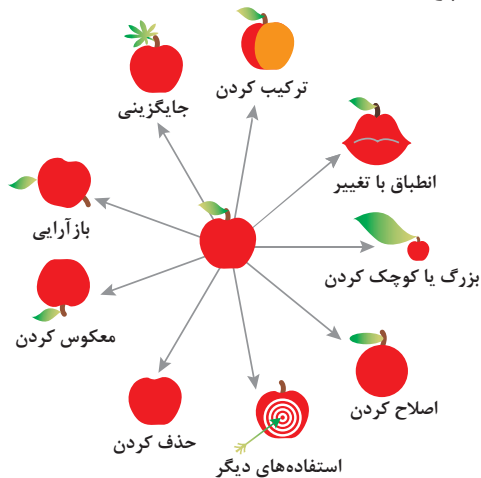 ترکیب کردن
جایگزینی
انطباق با تغییر
بازآرایی
بزرگ یا کوچک کردن
معکوس کردن
اصلاح کردن
حذف کردن
استفاده‌های دیگر